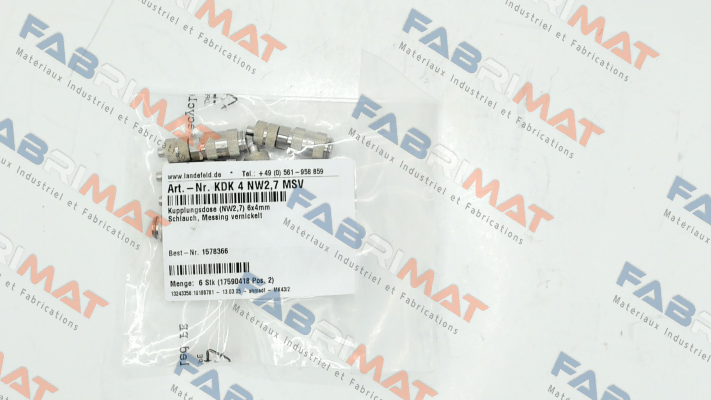 www.landefeld.de * Tel.: +49 (0) 561-958 859
Art.-Nr. KDK 4 NW2,7 MSV
Kupplungsdose (NW2,7) 6x4mm
Schlauch, Messing vernickelt
Best-Nr. 1578366
Menge: 6 Stk (17590418 Pos. 2)
FABRIMAT
Matériaux Industriel et Fabrications